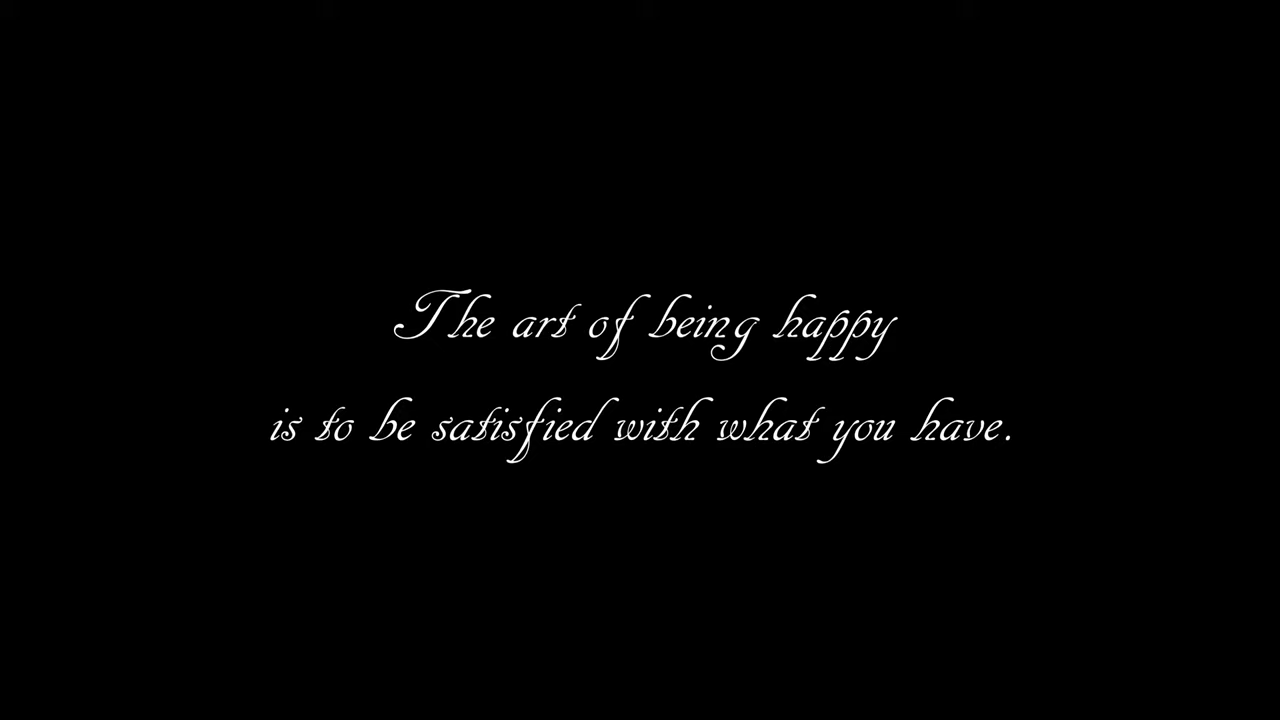 The art of being happy
is to be satisfied with what you have.